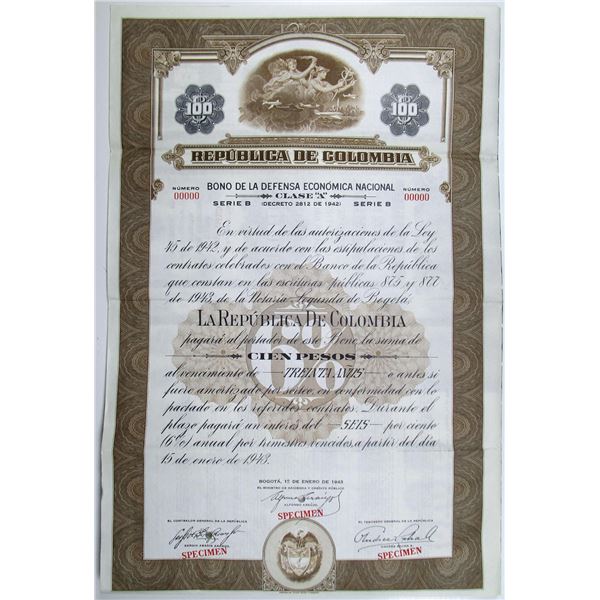 100 100
REPÚBLICA DE COLOMBIA
NÚMERO BONO DE LA DEFENSA ECONÓMICA NACIONAL NÚMERO
00000 CLASE "A" 00000
SERIE B (DECRETO 2812 DE 1942) SERIE B
En virtud de las autorizaciones de la Ley
45 de 1942, y de acuerdo con las estipulaciones de los
contratos celebrados con el Banco de la República
que constan en las escrituras públicas 875 y 877
de 1943, de la Notaría Segunda de Bogotá,
LA REPÚBLICA DE COLOMBIA
pagará al portador de este Bono, la suma de
CIEN PESOS
al vencimiento de TREINTA AÑOS o antes si
fuere amortizado por sorteo, en conformidad con lo
pactado en los referidos contratos. Durante el
plazo pagará un interés del SEIS por ciento
(6%) anual por trimestres vencidos, a partir del día
15 de enero de 1943.
BOGOTÁ, 15 DE ENERO DE 1943
EL MINISTRO DE HACIENDA Y CRÉDITO PÚBLICO
ALFONSO ARAÚJO
SPECIMEN
EL CONTRALOR GENERAL DE LA REPÚBLICA EL TESORERO GENERAL DE LA REPÚBLICA
SPECIMEN SPECIMEN